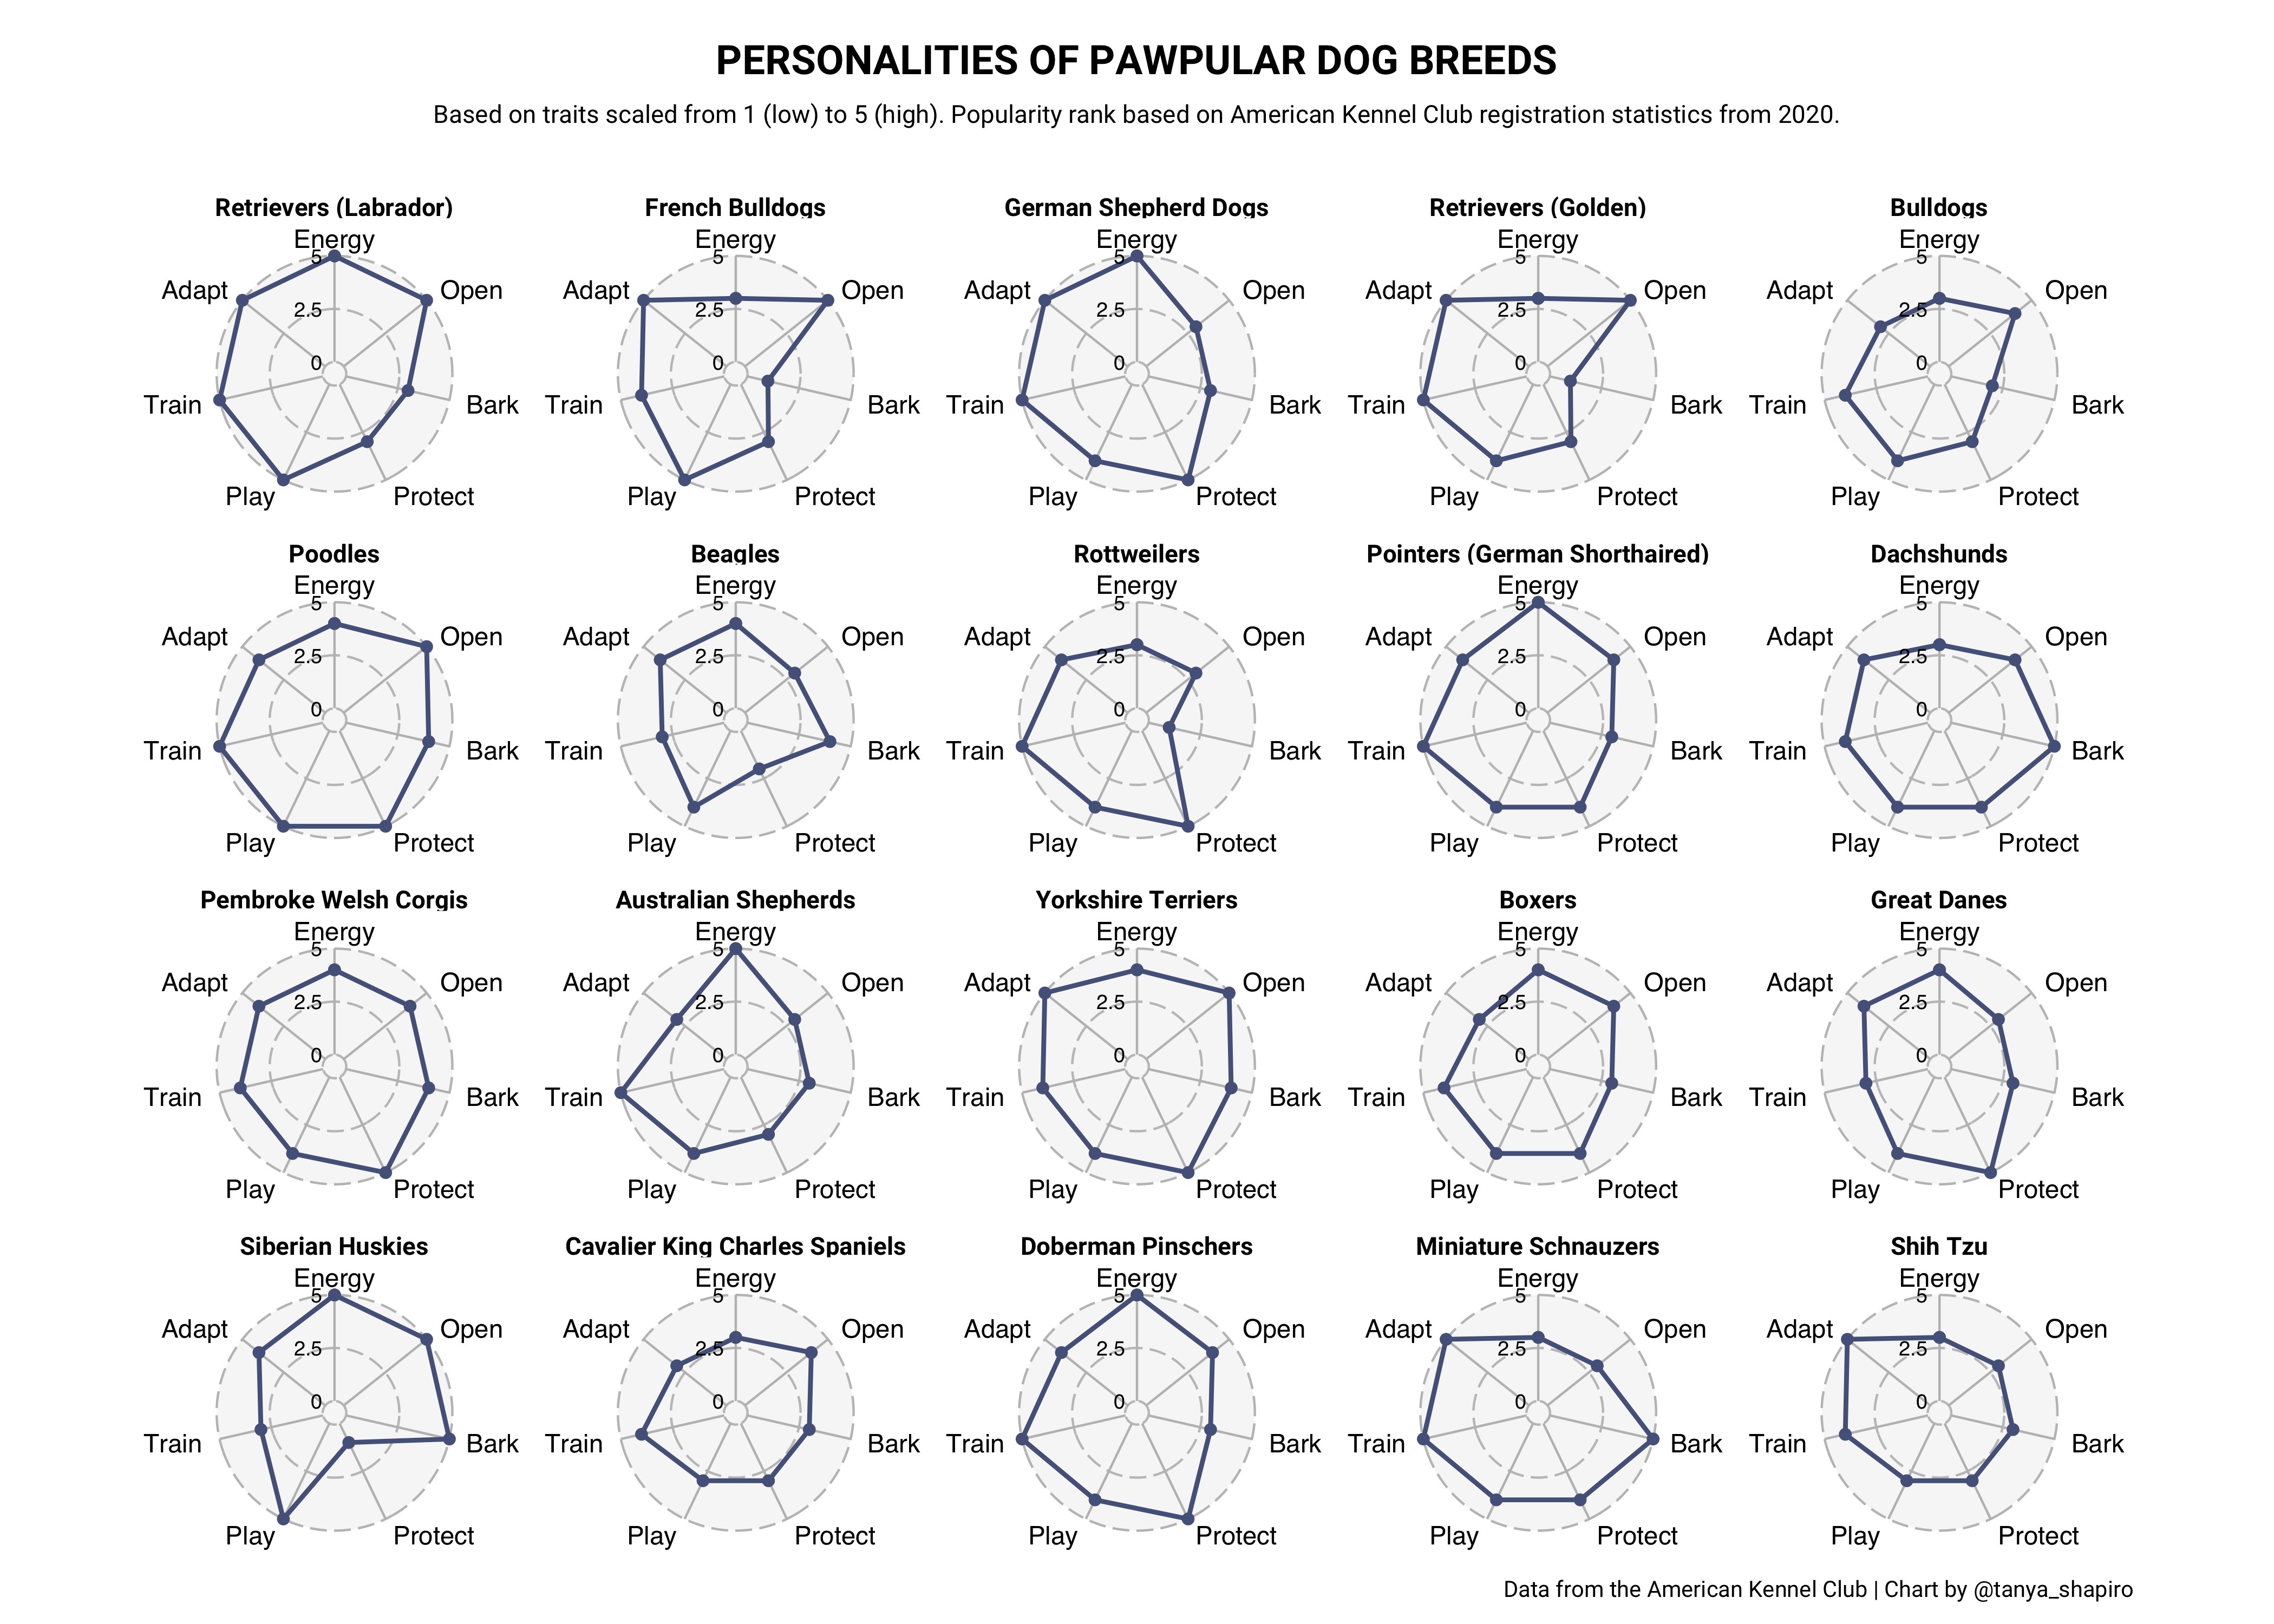 PERSONALITIES OF PAWPULAR DOG BREEDS
Based on traits scaled from 1 (low) to 5 (high). Popularity rank based on American Kennel Club registration statistics from 2020.
Retrievers (Labrador)
Energy
5
Adapt
Open
2.5
0
Train
Bark
Play
Protect
French Bulldogs
Energy
5
Adapt
Open
2.5
0
Train
Bark
Play
Protect
German Shepherd Dogs
Energy
5
Adapt
Open
2.5
0
Train
Bark
Play
Protect
Retrievers (Golden)
Energy
5
Adapt
Open
2.5
0
Train
Bark
Play
Protect
Bulldogs
Energy
5
Adapt
Open
2.5
0
Train
Bark
Play
Protect
Poodles
Energy
5
Adapt
Open
2.5
0
Train
Bark
Play
Protect
Beagles
Energy
5
Adapt
Open
2.5
0
Train
Bark
Play
Protect
Rottweilers
Energy
5
Adapt
Open
2.5
0
Train
Bark
Play
Protect
Pointers (German Shorthaired)
Energy
5
Adapt
Open
2.5
0
Train
Bark
Play
Protect
Dachshunds
Energy
5
Adapt
Open
2.5
0
Train
Bark
Play
Protect
Pembroke Welsh Corgis
Energy
5
Adapt
Open
2.5
0
Train
Bark
Play
Protect
Australian Shepherds
Energy
5
Adapt
Open
2.5
0
Train
Bark
Play
Protect
Yorkshire Terriers
Energy
5
Adapt
Open
2.5
0
Train
Bark
Play
Protect
Boxers
Energy
5
Adapt
Open
2.5
0
Train
Bark
Play
Protect
Great Danes
Energy
5
Adapt
Open
2.5
0
Train
Bark
Play
Protect
Siberian Huskies
Energy
5
Adapt
Open
2.5
0
Train
Bark
Play
Protect
Cavalier King Charles Spaniels
Energy
5
Adapt
Open
2.5
0
Train
Bark
Play
Protect
Doberman Pinschers
Energy
5
Adapt
Open
2.5
0
Train
Bark
Play
Protect
Miniature Schnauzers
Energy
5
Adapt
Open
2.5
0
Train
Bark
Play
Protect
Shih Tzu
Energy
5
Adapt
Open
2.5
0
Train
Bark
Play
Protect
Data from the American Kennel Club | Chart by @tanya_shapiro